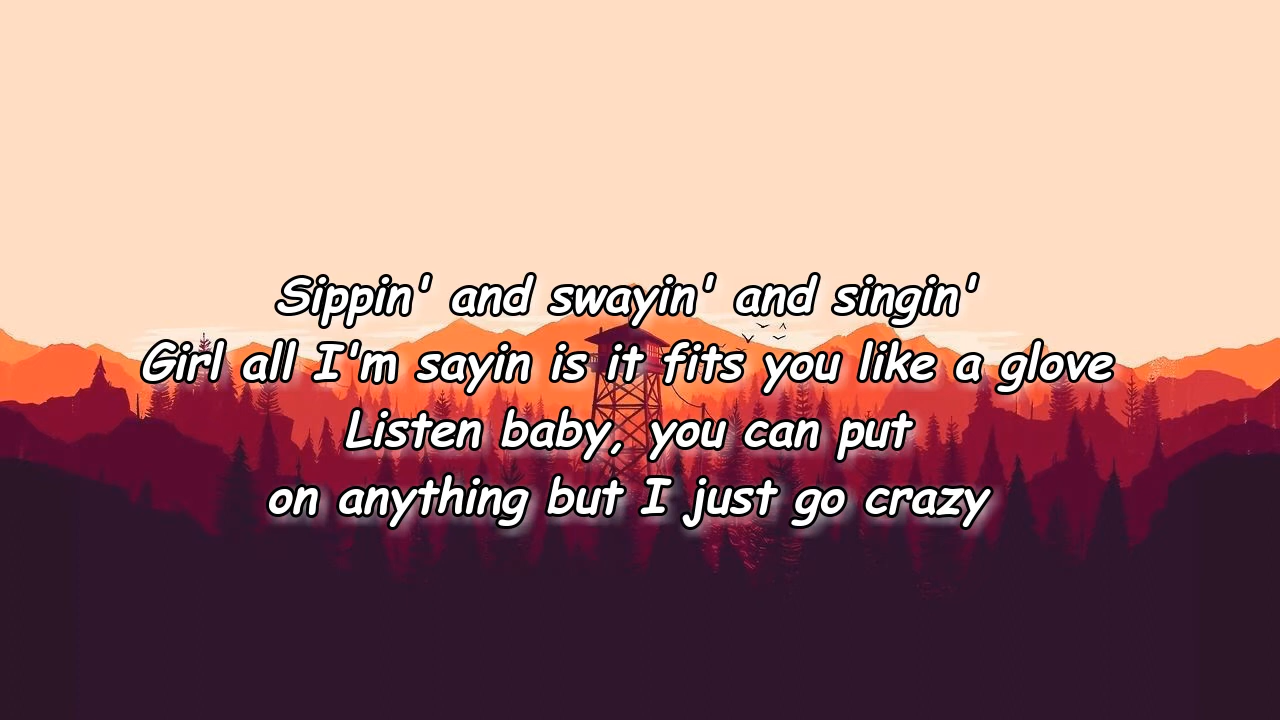 Sippin' and swayin' and singin'
Girl all I'm sayin is it fits you like a glove
Listen baby, you can put
on anything but I just go crazy